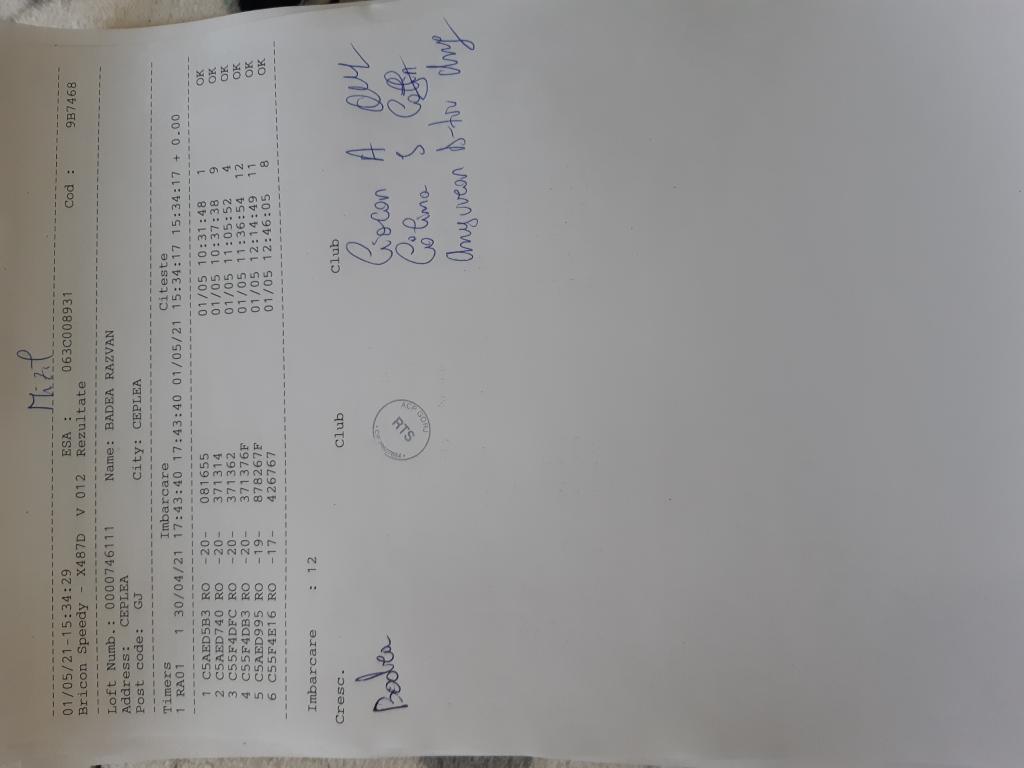 Mizil
01/05/21-15:34:29 ESA : 063C008931 Cod : 9B7468
Bricon Speedy - X487D V 012 Rezultate
Loft Numb.: 0000746111 Name: BADEA RAZVAN
Address: CEPLEA
Post code: GJ City: CEPLEA
Timers Imbarcare Citeste
1 RA01 1 30/04/21 17:43:40 17:43:40 01/05/21 15:34:17 15:34:17 + 0.00
1 C5AED5B3 RO -20- 081655 01/05 10:31:48 1 OK
2 C5AED740 RO -20- 371314 01/05 10:37:38 9 OK
3 C55F4DFC RO -20- 371362 01/05 11:05:52 4 OK
4 C55F4DB3 RO -20- 371376F 01/05 11:36:54 12 OK
5 C5AED995 RO -19- 878267F 01/05 12:14:49 11 OK
6 C55F4E16 RO -17- 426767 01/05 12:46:05 8 OK
Imbarcare : 12
Cresc. Club Club
Badea
ACP GORJ
RTS
Ciocan A
Colina S